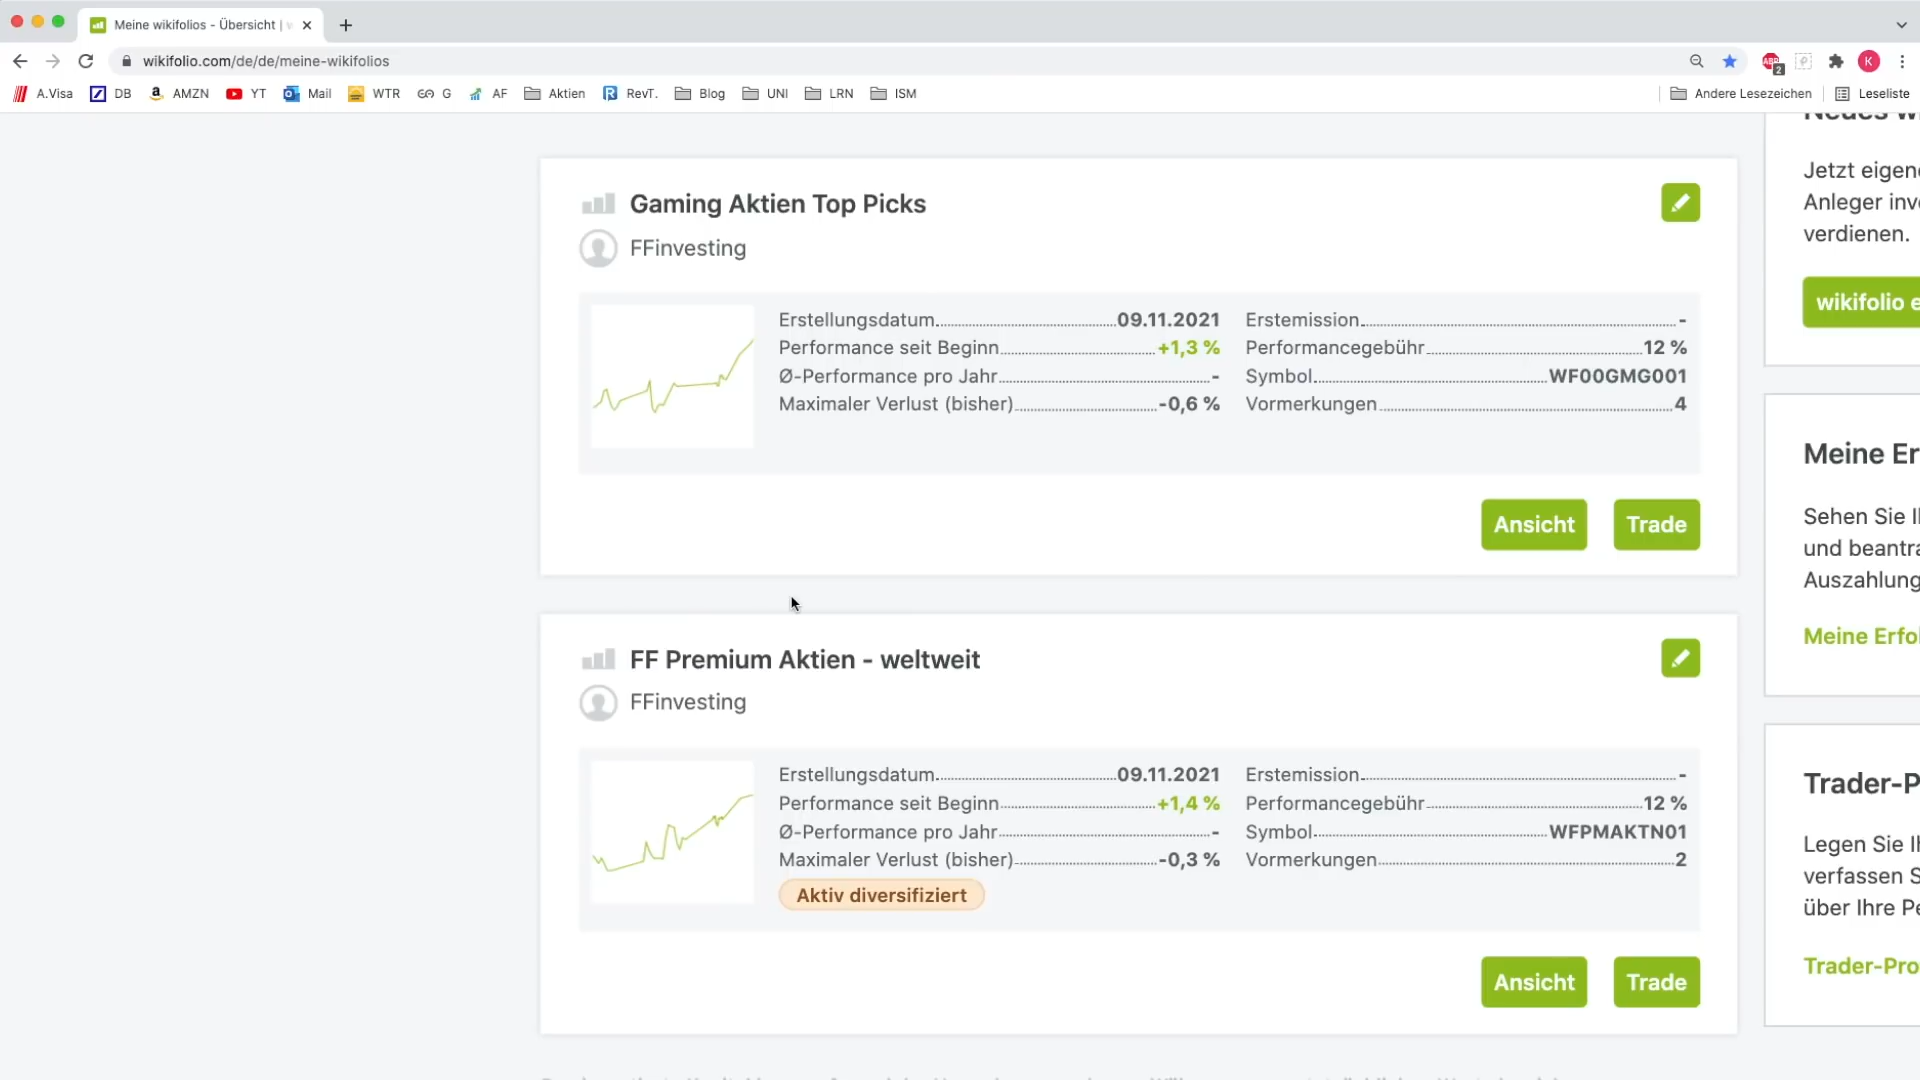 Meine wikifolios - Übersicht |
wikifolio.com/de/de/meine-wikifolios
ABP 2 K
A.Visa DB AMZN YT Mail WTR G AF Aktien RevT. Blog UNI LRN ISM Andere Lesezeichen Leseliste
Gaming Aktien Top Picks
FFinvesting
Erstellungsdatum 09.11.2021
Performance seit Beginn +1,3 %
Ø-Performance pro Jahr -
Maximaler Verlust (bisher) -0,6 %
Erstemission -
Performancegebühr 12 %
Symbol WF00GMG001
Vormerkungen 4
Ansicht Trade
FF Premium Aktien - weltweit
FFinvesting
Erstellungsdatum 09.11.2021
Performance seit Beginn +1,4 %
Ø-Performance pro Jahr -
Maximaler Verlust (bisher) -0,3 %
Aktiv diversifiziert
Erstemission -
Performancegebühr 12 %
Symbol WFPMAKTN01
Vormerkungen 2
Ansicht Trade
Neues w
Jetzt eigen
Anleger inv
verdienen.
wikifolio e
Meine Er
Sehen Sie I
und beantra
Auszahlung
Meine Erfo
Trader-P
Legen Sie I
verfassen S
über Ihre Pe
Trader-Pro